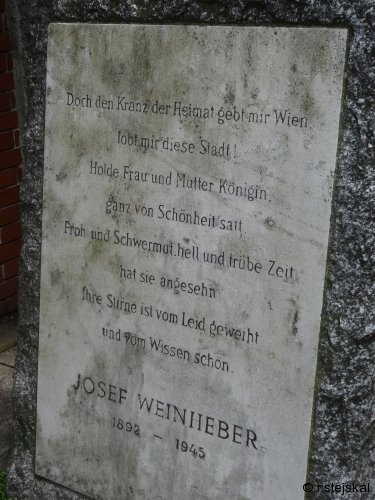 Doch den Kranz der Heimat gebt mir Wien,
lobt mir diese Stadt!
Holde Frau und Mutter, Königin,
ganz von Schönheit satt.
Froh und Schwermut, hell und trübe Zeit
hat sie angesehn
Ihre Stirne ist vom Leid geweiht
und vom Wissen schön.
JOSEF WEINHEBER
1892 – 1945
© r.stejskal